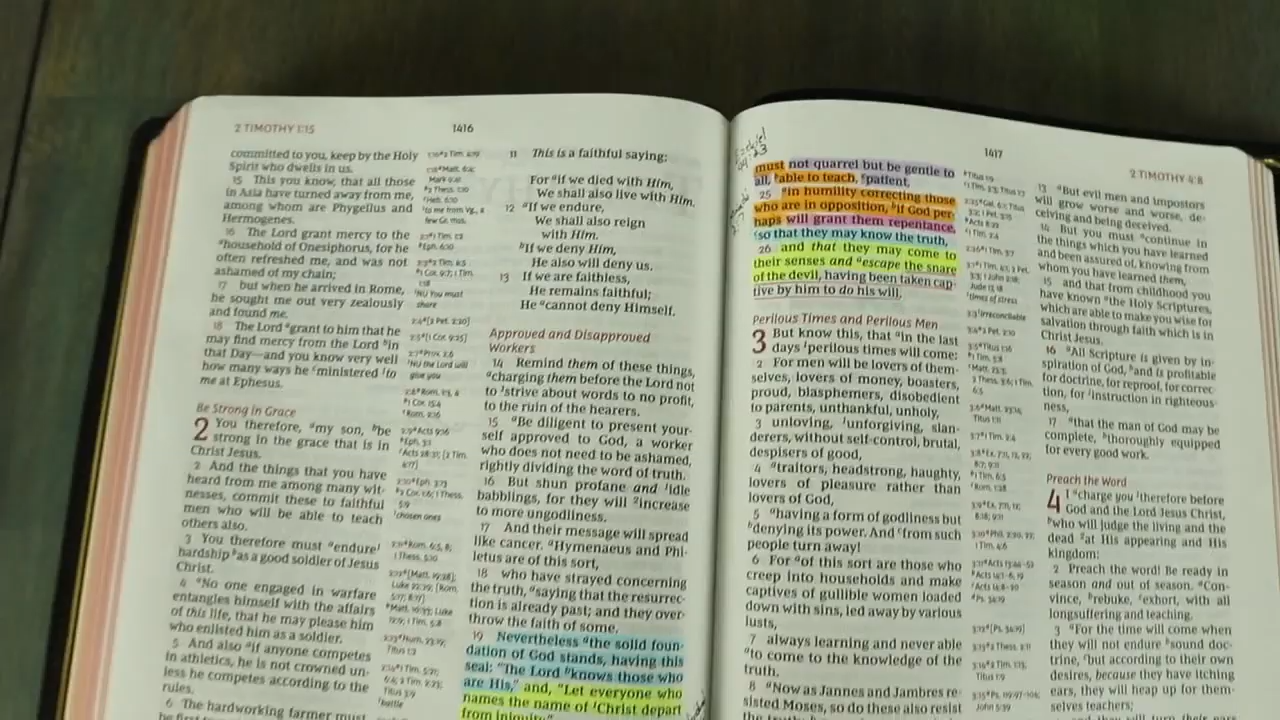 2 TIMOTHY 1:15
1416
committed to you, keep by the Holy
Spirit who dwells in us.
15 This you know, that all those
in Asia have turned away from me,
among whom are Phygellus and
Hermogenes.
16 The Lord grant mercy to the
household of Onesiphorus, for he
often refreshed me, and was not
ashamed of my chain;
17 but when he arrived in Rome,
he sought me out very zealously
and found me.
18 The Lord grant to him that he
may find mercy from the Lord in
that Day—and you know very well
how many ways he ministered to
me at Ephesus.
Be Strong in Grace
2 You therefore, my son, be
strong in the grace that is in
Christ Jesus.
2 And the things that you have
heard from me among many wit-
nesses, commit these to faithful
men who will be able to teach
others also.
3 You therefore must endure
hardship as a good soldier of Jesus
Christ.
4 No one engaged in warfare
entangles himself with the affairs
of this life, that he may please him
who enlisted him as a soldier.
5 And also if anyone competes
in athletics, he is not crowned un-
less he competes according to the
rules.
6 The hardworking farmer must
11 This is a faithful saying:
For if we died with Him,
We shall also live with Him.
12 If we endure,
We shall also reign
with Him.
If we deny Him,
He also will deny us.
13 If we are faithless,
He remains faithful;
He cannot deny Himself.
Approved and Disapproved
Workers
14 Remind them of these things,
charging them before the Lord not
to strive about words to no profit,
to the ruin of the hearers.
15 Be diligent to present your-
self approved to God, a worker
who does not need to be ashamed,
rightly dividing the word of truth.
16 But shun profane and idle
babblings, for they will increase
to more ungodliness.
17 And their message will spread
like cancer. Hymenaeus and Phi-
letus are of this sort,
18 who have strayed concerning
the truth, saying that the resurrec-
tion is already past; and they over-
throw the faith of some.
19 Nevertheless the solid foun-
dation of God stands, having this
seal: "The Lord knows those who
are His," and, "Let everyone who
names the name of Christ depart
from iniquity."
1417
2 TIMOTHY 4:8
must not quarrel but be gentle to
all, able to teach, patient,
25 in humility correcting those
who are in opposition, if God per-
haps will grant them repentance,
so that they may know the truth,
26 and that they may come to
their senses and escape the snare
of the devil, having been taken cap-
tive by him to do his will.
Perilous Times and Perilous Men
3 But know this, that in the last
days perilous times will come:
2 For men will be lovers of them-
selves, lovers of money, boasters,
proud, blasphemers, disobedient
to parents, unthankful, unholy,
3 unloving, unforgiving, slan-
derers, without self-control, brutal,
despisers of good,
4 traitors, headstrong, haughty,
lovers of pleasure rather than
lovers of God,
5 having a form of godliness but
denying its power. And from such
people turn away!
6 For of this sort are those who
creep into households and make
captives of gullible women loaded
down with sins, led away by various
lusts,
7 always learning and never able
to come to the knowledge of the
truth.
8 Now as Jannes and Jambres re-
sisted Moses, so do these also resist
13 But evil men and impostors
will grow worse and worse, de-
ceiving and being deceived.
14 But you must continue in
the things which you have learned
and been assured of, knowing from
whom you have learned them,
15 and that from childhood you
have known the Holy Scriptures,
which are able to make you wise for
salvation through faith which is in
Christ Jesus.
16 All Scripture is given by in-
spiration of God, and is profitable
for doctrine, for reproof, for correc-
tion, for instruction in righteous-
ness,
17 that the man of God may be
complete, thoroughly equipped
for every good work.
Preach the Word
4 I charge you therefore before
God and the Lord Jesus Christ,
who will judge the living and the
dead at His appearing and His
kingdom:
2 Preach the word! Be ready in
season and out of season. Con-
vince, rebuke, exhort, with all
longsuffering and teaching.
3 For the time will come when
they will not endure sound doc-
trine, but according to their own
desires, because they have itching
ears, they will heap up for them-
selves teachers;